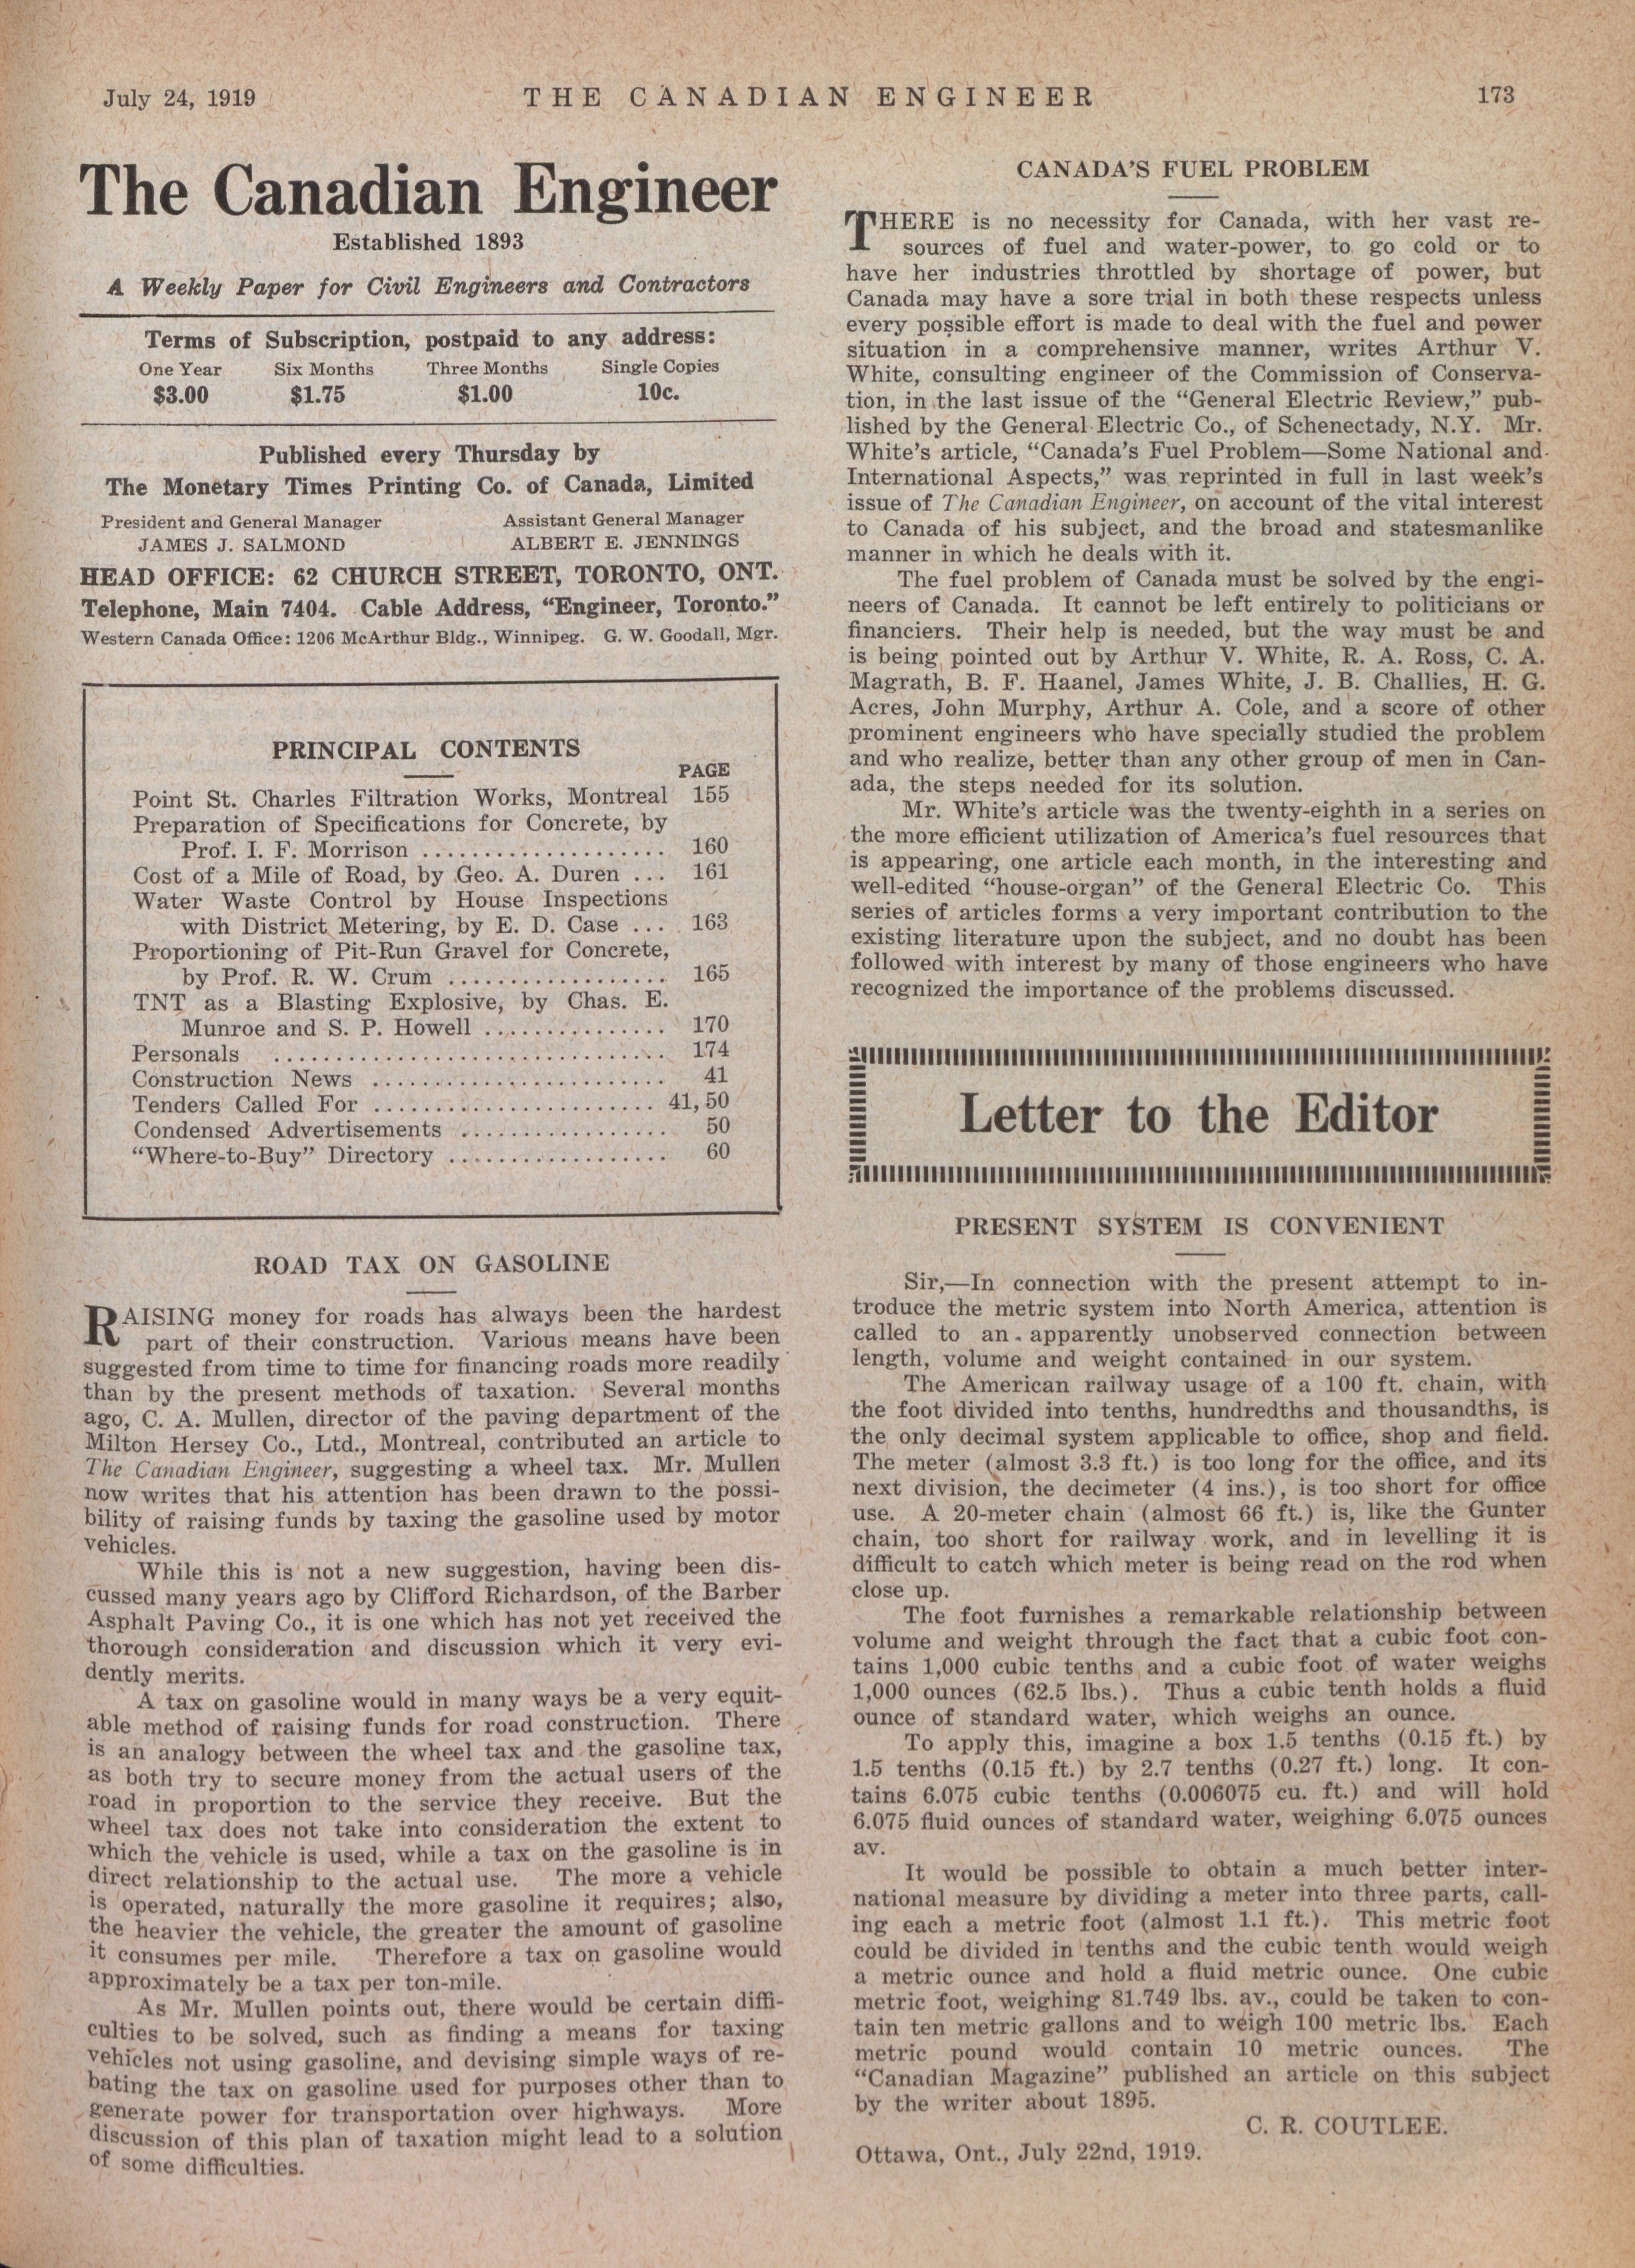 July 24, 1919
THE CANADIAN ENGINEER
173
The Canadian Engineer
Established 1893
A Weekly Paper for Civil Engineers and Contractors
Terms of Subscription, postpaid to any address:
One Year Six Months Three Months Single Copies
$3.00 $1.75 $1.00 10c.
Published every Thursday by
The Monetary Times Printing Co. of Canada, Limited
President and General Manager Assistant General Manager
JAMES J. SALMOND ALBERT E. JENNINGS
HEAD OFFICE: 62 CHURCH STREET, TORONTO, ONT.
Telephone, Main 7404. Cable Address, “Engineer, Toronto.”
Western Canada Office: 1206 McArthur Bldg., Winnipeg. G. W. Goodall, Mgr.
PRINCIPAL CONTENTS
PAGE
Point St. Charles Filtration Works, Montreal 155
Preparation of Specifications for Concrete, by
Prof. I. F. Morrison .................... 160
Cost of a Mile of Road, by Geo. A. Duren ... 161
Water Waste Control by House Inspections
with District Metering, by E. D. Case ... 163
Proportioning of Pit-Run Gravel for Concrete,
by Prof. R. W. Crum .................. 165
TNT as a Blasting Explosive, by Chas. E.
Munroe and S. P. Howell ............... 170
Personals ................................ 174
Construction News ........................ 41
Tenders Called For ....................... 41, 50
Condensed Advertisements ................. 50
“Where-to-Buy” Directory .................. 60
ROAD TAX ON GASOLINE
RAISING money for roads has always been the hardest
part of their construction. Various means have been
suggested from time to time for financing roads more readily
than by the present methods of taxation. Several months
ago, C. A. Mullen, director of the paving department of the
Milton Hersey Co., Ltd., Montreal, contributed an article to
The Canadian Engineer, suggesting a wheel tax. Mr. Mullen
now writes that his attention has been drawn to the possi-
bility of raising funds by taxing the gasoline used by motor
vehicles.
While this is not a new suggestion, having been dis-
cussed many years ago by Clifford Richardson, of the Barber
Asphalt Paving Co., it is one which has not yet received the
thorough consideration and discussion which it very evi-
dently merits.
A tax on gasoline would in many ways be a very equit-
able method of raising funds for road construction. There
is an analogy between the wheel tax and the gasoline tax,
as both try to secure money from the actual users of the
road in proportion to the service they receive. But the
wheel tax does not take into consideration the extent to
which the vehicle is used, while a tax on the gasoline is in
direct relationship to the actual use. The more a vehicle
is operated, naturally the more gasoline it requires; also,
the heavier the vehicle, the greater the amount of gasoline
it consumes per mile. Therefore a tax on gasoline would
approximately be a tax per ton-mile.
As Mr. Mullen points out, there would be certain diffi-
culties to be solved, such as finding a means for taxing
vehicles not using gasoline, and devising simple ways of re-
bating the tax on gasoline used for purposes other than to
generate power for transportation over highways. More
discussion of this plan of taxation might lead to a solution
of some difficulties.
CANADA’S FUEL PROBLEM
THERE is no necessity for Canada, with her vast re-
sources of fuel and water-power, to go cold or to
have her industries throttled by shortage of power, but
Canada may have a sore trial in both these respects unless
every possible effort is made to deal with the fuel and power
situation in a comprehensive manner, writes Arthur V.
White, consulting engineer of the Commission of Conserva-
tion, in the last issue of the “General Electric Review,” pub-
lished by the General Electric Co., of Schenectady, N.Y. Mr.
White’s article, “Canada’s Fuel Problem—Some National and
International Aspects,” was reprinted in full in last week’s
issue of The Canadian Engineer, on account of the vital interest
to Canada of his subject, and the broad and statesmanlike
manner in which he deals with it.
The fuel problem of Canada must be solved by the engi-
neers of Canada. It cannot be left entirely to politicians or
financiers. Their help is needed, but the way must be and
is being pointed out by Arthur V. White, R. A. Ross, C. A.
Magrath, B. F. Haanel, James White, J. B. Challies, H. G.
Acres, John Murphy, Arthur A. Cole, and a score of other
prominent engineers who have specially studied the problem
and who realize, better than any other group of men in Can-
ada, the steps needed for its solution.
Mr. White’s article was the twenty-eighth in a series on
the more efficient utilization of America’s fuel resources that
is appearing, one article each month, in the interesting and
well-edited “house-organ” of the General Electric Co. This
series of articles forms a very important contribution to the
existing literature upon the subject, and no doubt has been
followed with interest by many of those engineers who have
recognized the importance of the problems discussed.
Letter to the Editor
PRESENT SYSTEM IS CONVENIENT
Sir,—In connection with the present attempt to in-
troduce the metric system into North America, attention is
called to an apparently unobserved connection between
length, volume and weight contained in our system.
The American railway usage of a 100 ft. chain, with
the foot divided into tenths, hundredths and thousandths, is
the only decimal system applicable to office, shop and field.
The meter (almost 3.3 ft.) is too long for the office, and its
next division, the decimeter (4 ins.), is too short for office
use. A 20-meter chain (almost 66 ft.) is, like the Gunter
chain, too short for railway work, and in levelling it is
difficult to catch which meter is being read on the rod when
close up.
The foot furnishes a remarkable relationship between
volume and weight through the fact that a cubic foot con-
tains 1,000 cubic tenths and a cubic foot of water weighs
1,000 ounces (62.5 lbs.). Thus a cubic tenth holds a fluid
ounce of standard water, which weighs an ounce.
To apply this, imagine a box 1.5 tenths (0.15 ft.) by
1.5 tenths (0.15 ft.) by 2.7 tenths (0.27 ft.) long. It con-
tains 6.075 cubic tenths (0.006075 cu. ft.) and will hold
6.075 fluid ounces of standard water, weighing 6.075 ounces
av.
It would be possible to obtain a much better inter-
national measure by dividing a meter into three parts, call-
ing each a metric foot (almost 1.1 ft.). This metric foot
could be divided in tenths and the cubic tenth would weigh
a metric ounce and hold a fluid metric ounce. One cubic
metric foot, weighing 81.749 lbs. av., could be taken to con-
tain ten metric gallons and to weigh 100 metric lbs. Each
metric pound would contain 10 metric ounces. The
“Canadian Magazine” published an article on this subject
by the writer about 1895.
C. R. COUTLEE.
Ottawa, Ont., July 22nd, 1919.